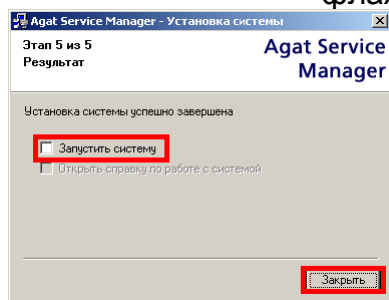 флаж
Agat Service Manager - Установка системы
Этап 5 из 5
Результат
Agat Service
Manager
Установка системы успешно завершена
Запустить систему
Открыть справку по работе с системой
Закрыть